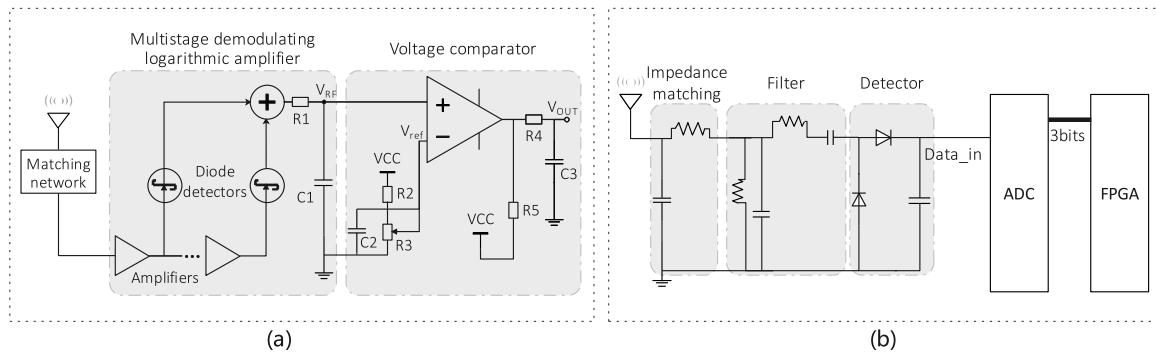 Multistage demodulating
logarithmic amplifier
Voltage comparator
V_RF
R1
V_ref
V_OUT
R4
Matching
network
Diode
detectors
VCC
R2
C1
C2
R3
VCC
R5
C3
Amplifiers
(a)
Impedance
matching
Filter
Detector
Data_in
3bits
ADC
FPGA
(b)
+
+
−